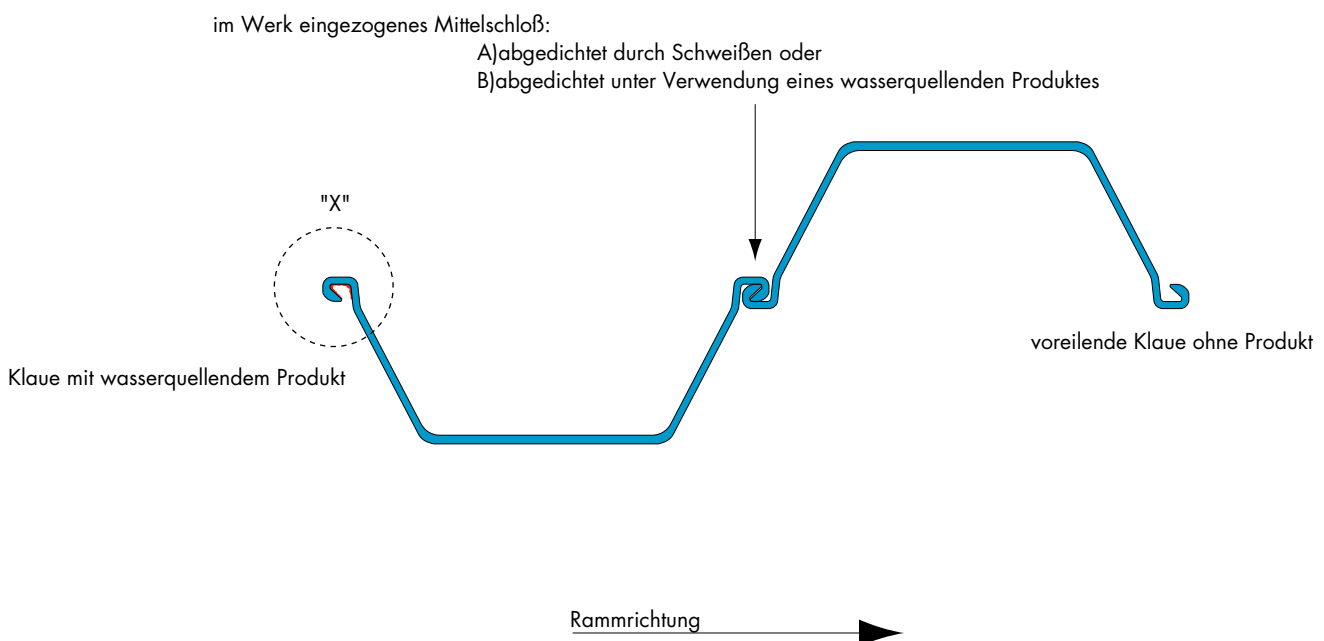 im Werk eingezogenes Mittelschloß:
A)abgedichtet durch Schweißen oder
B)abgedichtet unter Verwendung eines wasserquellenden Produktes
"X"
voreilende Klaue ohne Produkt
Klaue mit wasserquellendem Produkt
Rammrichtung